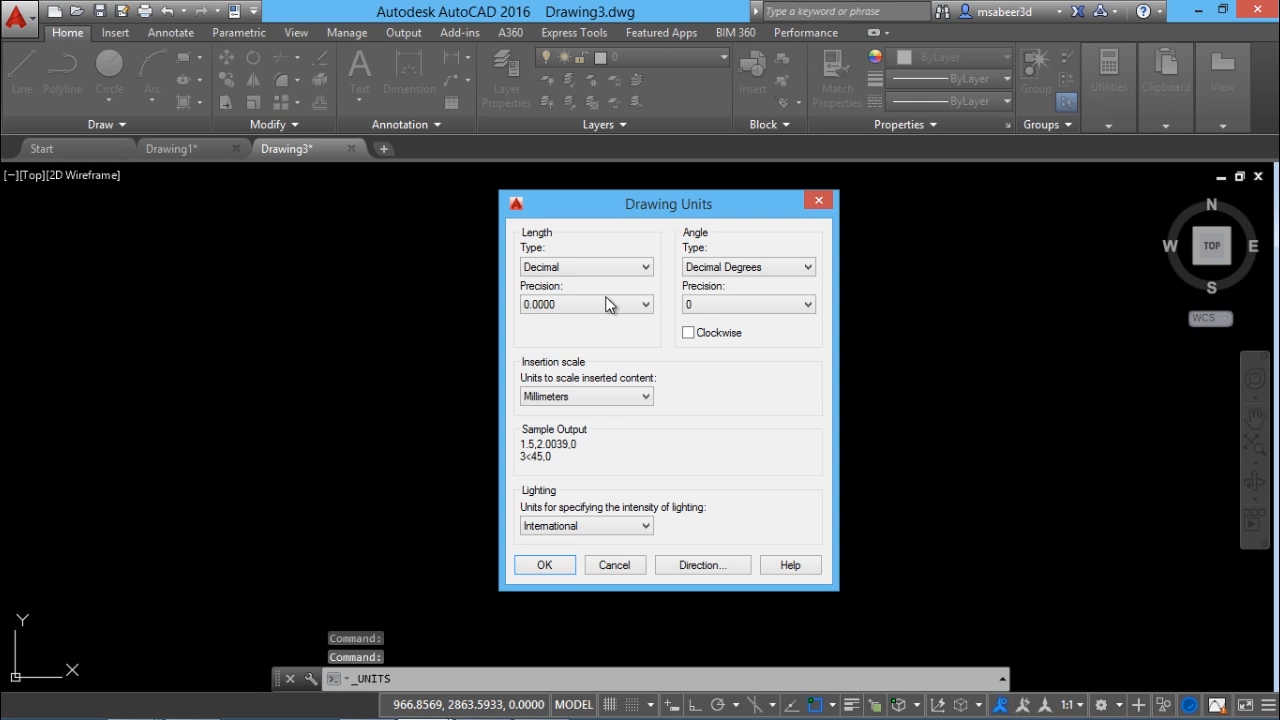 Autodesk AutoCAD 2016 Drawing3.dwg
Type a keyword or phrase
msabeer3d
Home Insert Annotate Parametric View Manage Output Add-ins A360 Express Tools Featured Apps BIM 360 Performance
0
ByLayer
ByLayer
ByLayer
Line Polyline Circle Arc Text Dimension Layer Properties Insert Match Properties Group Utilities Clipboard View
Draw Modify Annotation Layers Block Properties Groups
Start Drawing1* Drawing3*
[−][Top][2D Wireframe]
N
W TOP E
S
WCS
Drawing Units
Length
Type:
Decimal
Precision:
0.0000
Angle
Type:
Decimal Degrees
Precision:
0
Clockwise
Insertion scale
Units to scale inserted content:
Millimeters
Sample Output
1.5,2.0039,0
3<45,0
Lighting
Units for specifying the intensity of lighting:
International
OK Cancel Direction... Help
Y
X
Command:
Command:
_UNITS
966.8569, 2863.5933, 0.0000 MODEL 1:1